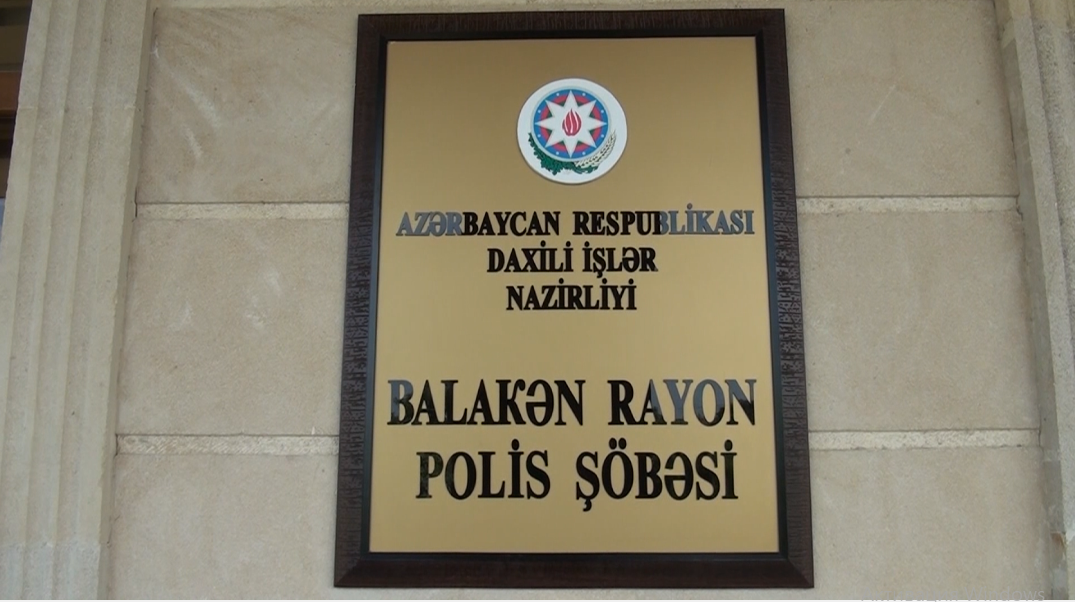 AZƏRBAYCAN RESPUBLİKASI
DAXİLİ İŞLƏR
NAZİRLİYİ
BALAKƏN RAYON
POLİS ŞÖBƏSİ